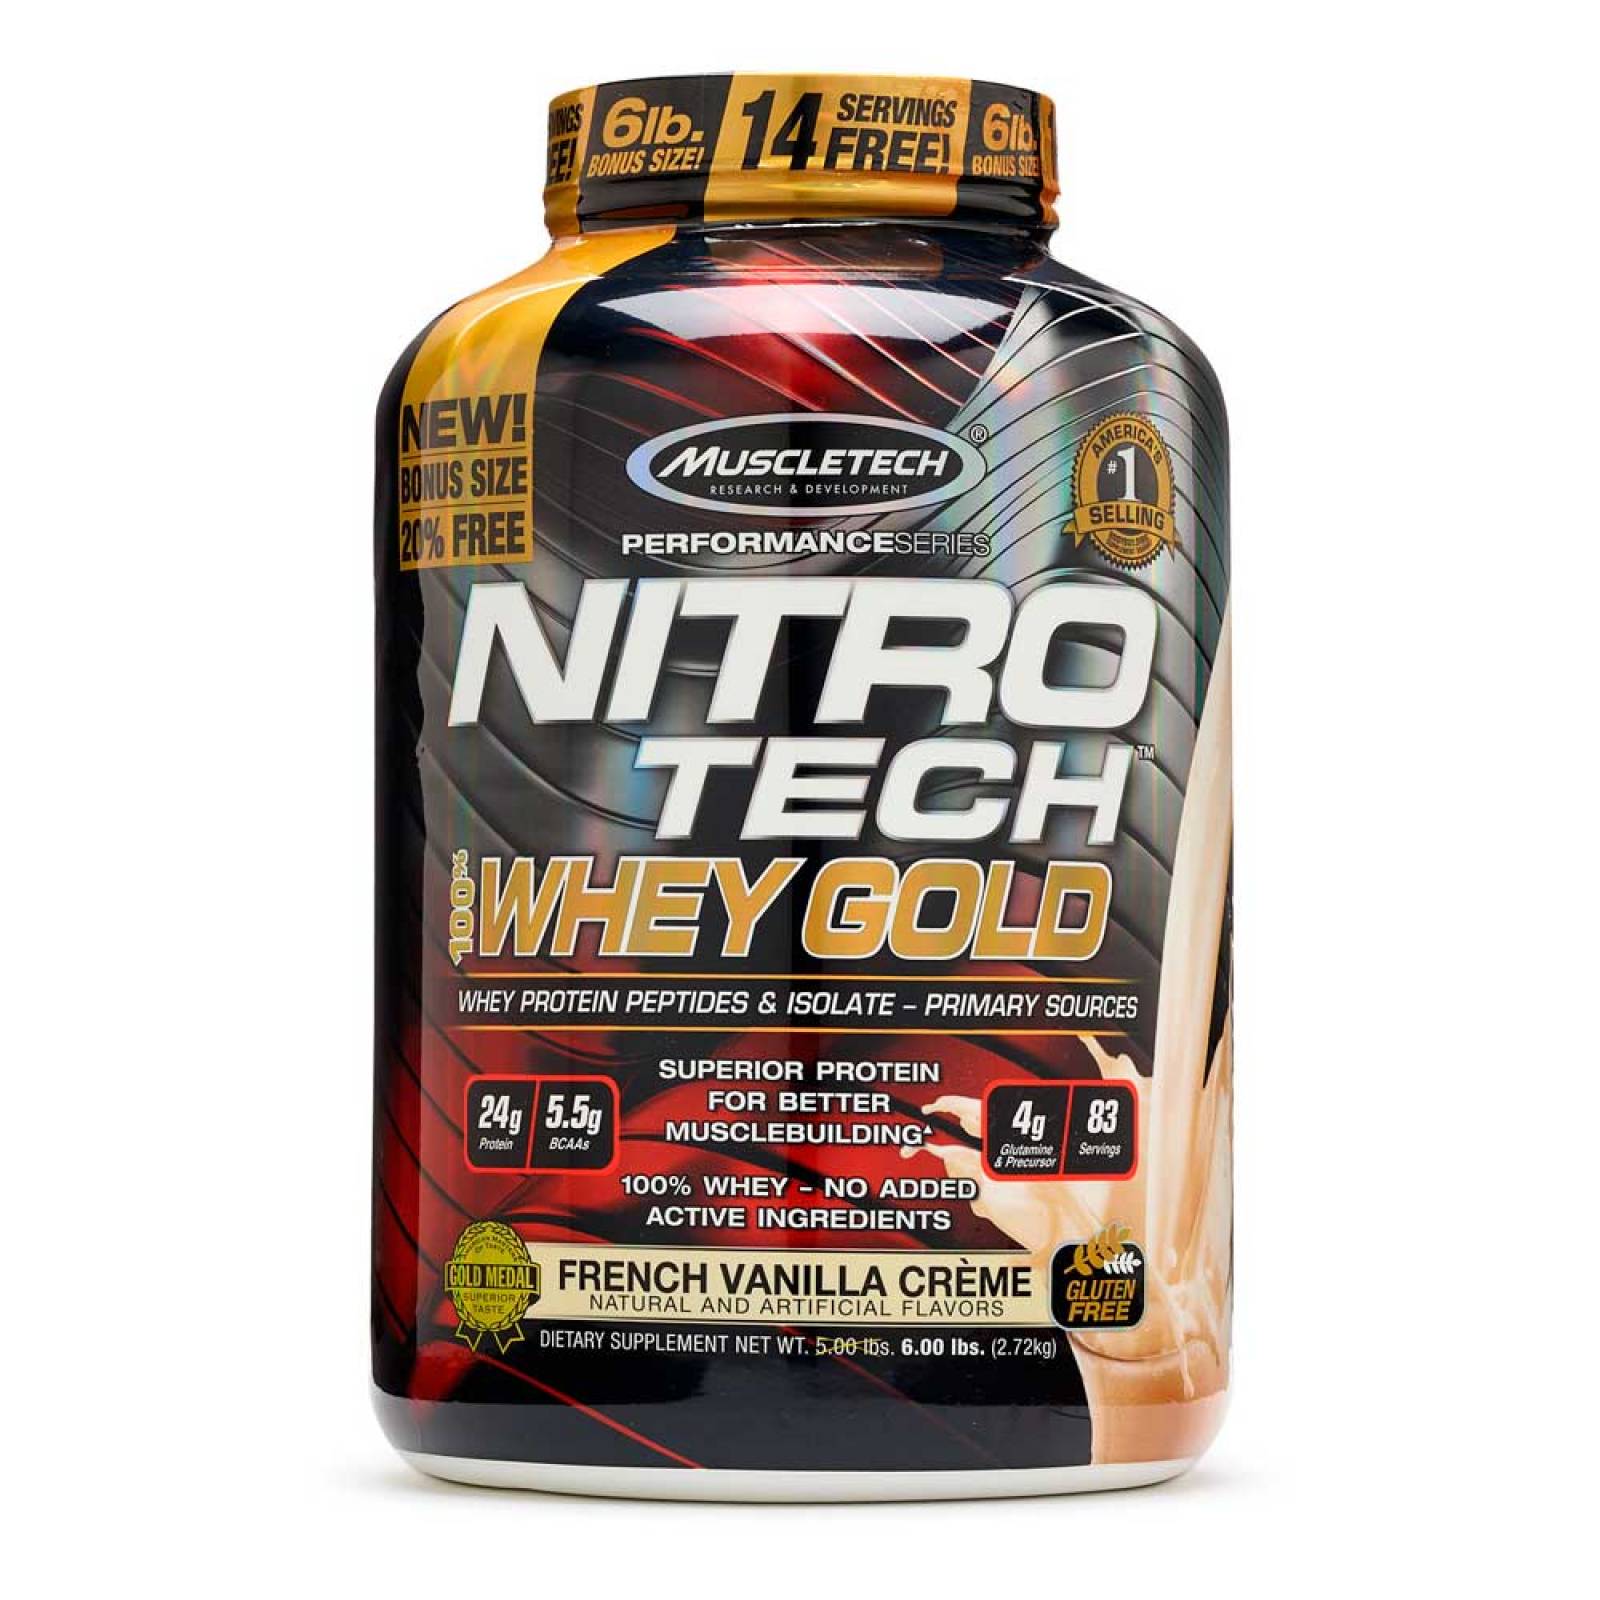 6lb.
BONUS SIZE!
14
SERVINGS
FREE!
6lb.
BONUS SIZE!
NEW!
BONUS SIZE
20% FREE
MUSCLETECH®
RESEARCH & DEVELOPMENT
PERFORMANCESERIES
AMERICA'S
#1
SELLING
NITRO
TECH™
100% WHEY GOLD
WHEY PROTEIN PEPTIDES & ISOLATE – PRIMARY SOURCES
24g
Protein
5.5g
BCAAs
SUPERIOR PROTEIN
FOR BETTER
MUSCLEBUILDING▲
4g
Glutamine
& Precursor
83
Servings
100% WHEY – NO ADDED
ACTIVE INGREDIENTS
GOLD MEDAL
SUPERIOR
TASTE
FRENCH VANILLA CRÈME
NATURAL AND ARTIFICIAL FLAVORS
GLUTEN
FREE
DIETARY SUPPLEMENT NET WT. 5.00 lbs. 6.00 lbs. (2.72kg)